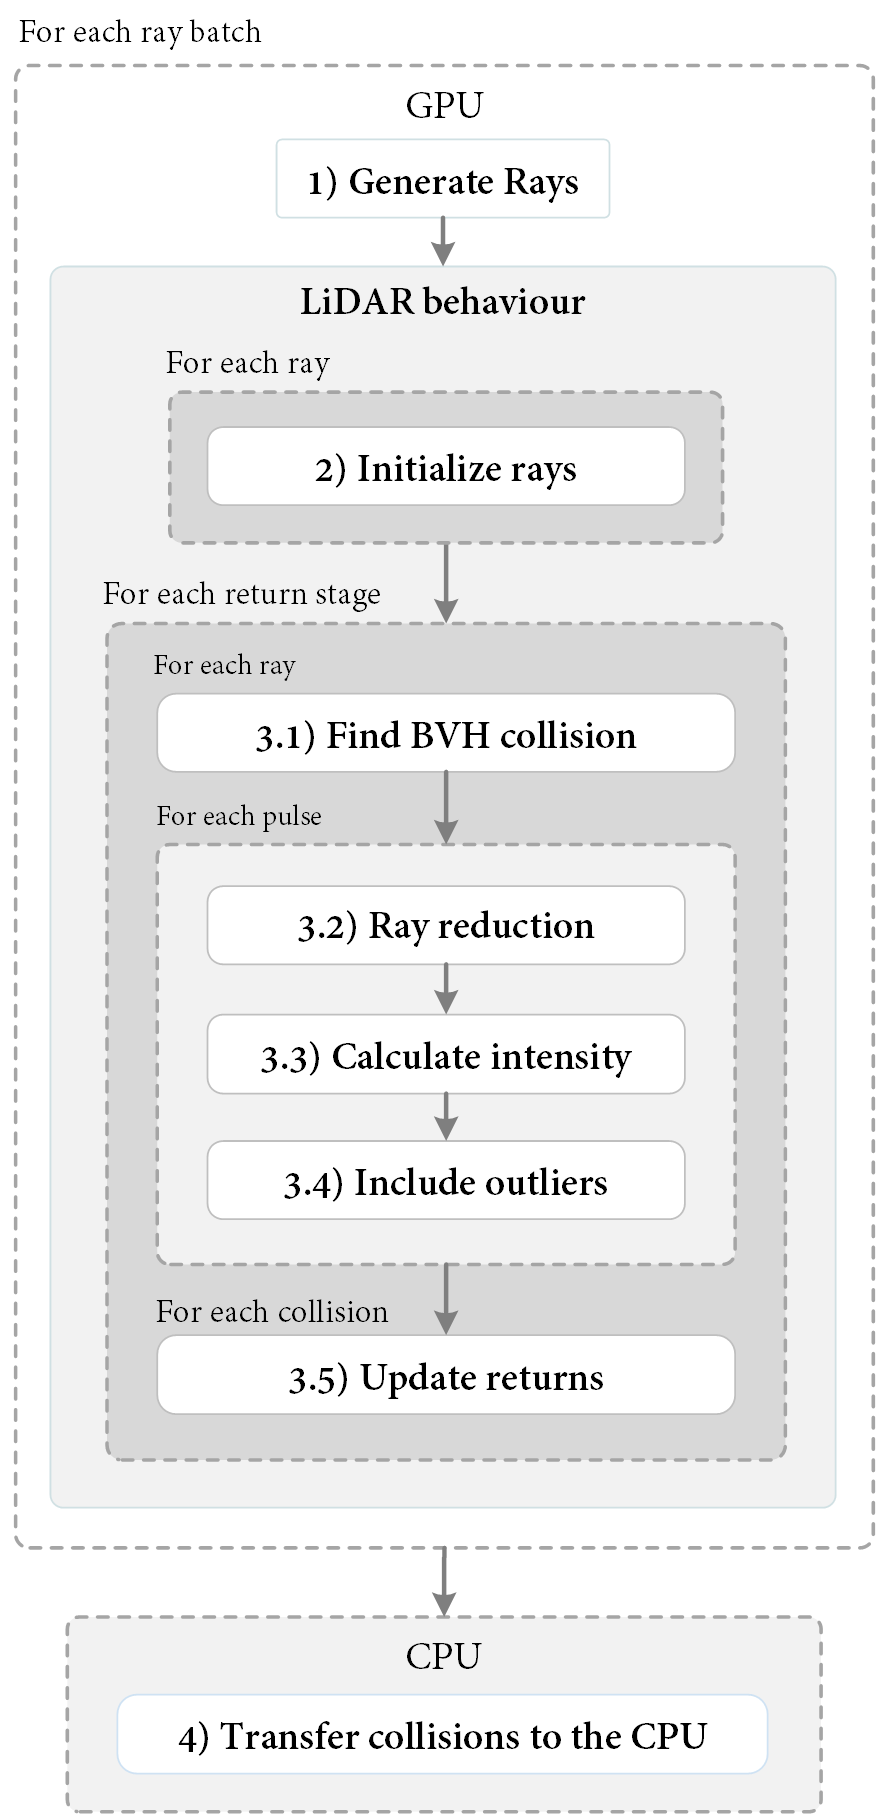 For each ray batch
GPU
1) Generate Rays
LiDAR behaviour
For each ray
2) Initialize rays
For each return stage
For each ray
3.1) Find BVH collision
For each pulse
3.2) Ray reduction
3.3) Calculate intensity
3.4) Include outliers
For each collision
3.5) Update returns
CPU
4) Transfer collisions to the CPU